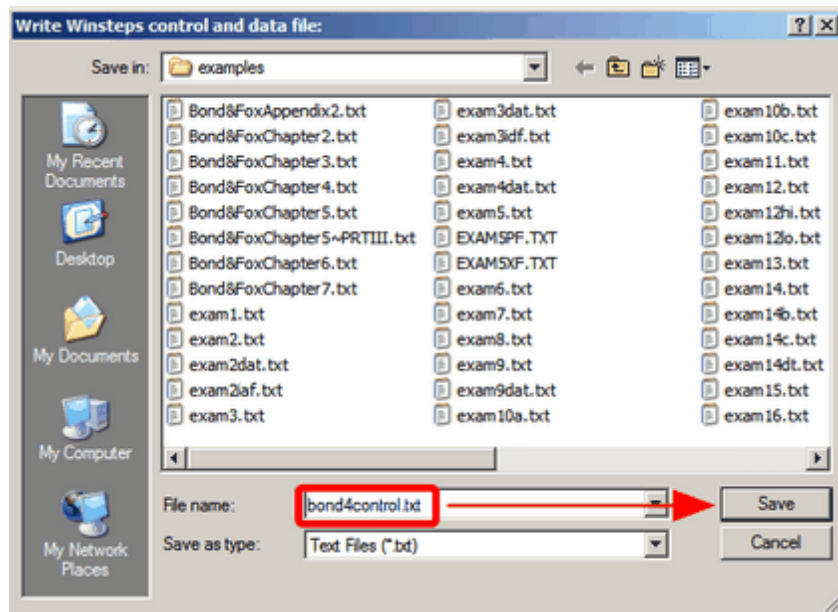 Write Winsteps control and data file:
Save in: examples
Bond&FoxAppendix2.txt
Bond&FoxChapter2.txt
Bond&FoxChapter3.txt
Bond&FoxChapter4.txt
Bond&FoxChapter5.txt
Bond&FoxChapter5~PRTIII.txt
Bond&FoxChapter6.txt
Bond&FoxChapter7.txt
exam1.txt
exam2.txt
exam2dat.txt
exam2iaf.txt
exam3.txt
exam3dat.txt
exam3idf.txt
exam4.txt
exam4dat.txt
exam5.txt
EXAM5PF.TXT
EXAM5XF.TXT
exam6.txt
exam7.txt
exam8.txt
exam9.txt
exam9dat.txt
exam10a.txt
exam10b.txt
exam10c.txt
exam11.txt
exam12.txt
exam12hi.txt
exam12lo.txt
exam13.txt
exam14.txt
exam14b.txt
exam14c.txt
exam14dt.txt
exam15.txt
exam16.txt
My Recent
Documents
Desktop
My Documents
My Computer
My Network
Places
File name: bond4control.txt
Save
Save as type: Text Files (*.txt)
Cancel